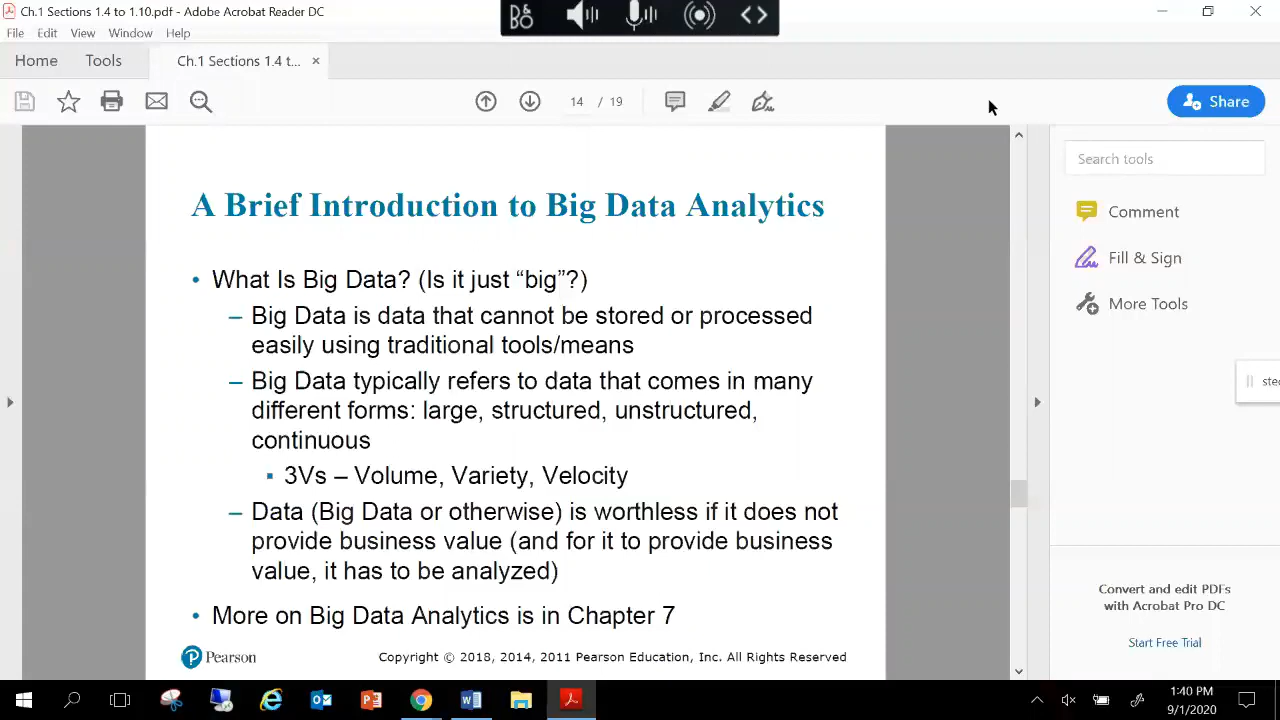 Ch.1 Sections 1.4 to 1.10.pdf - Adobe Acrobat Reader DC
File Edit View Window Help
Home Tools Ch.1 Sections 1.4 t... ×
14 / 19
Share
Search tools
Comment
Fill & Sign
More Tools
A Brief Introduction to Big Data Analytics
• What Is Big Data? (Is it just “big”?)
– Big Data is data that cannot be stored or processed
easily using traditional tools/means
– Big Data typically refers to data that comes in many
different forms: large, structured, unstructured,
continuous
▪ 3Vs – Volume, Variety, Velocity
– Data (Big Data or otherwise) is worthless if it does not
provide business value (and for it to provide business
value, it has to be analyzed)
• More on Big Data Analytics is in Chapter 7
Pearson
Copyright © 2018, 2014, 2011 Pearson Education, Inc. All Rights Reserved
Convert and edit PDFs
with Acrobat Pro DC
Start Free Trial
1:40 PM
9/1/2020